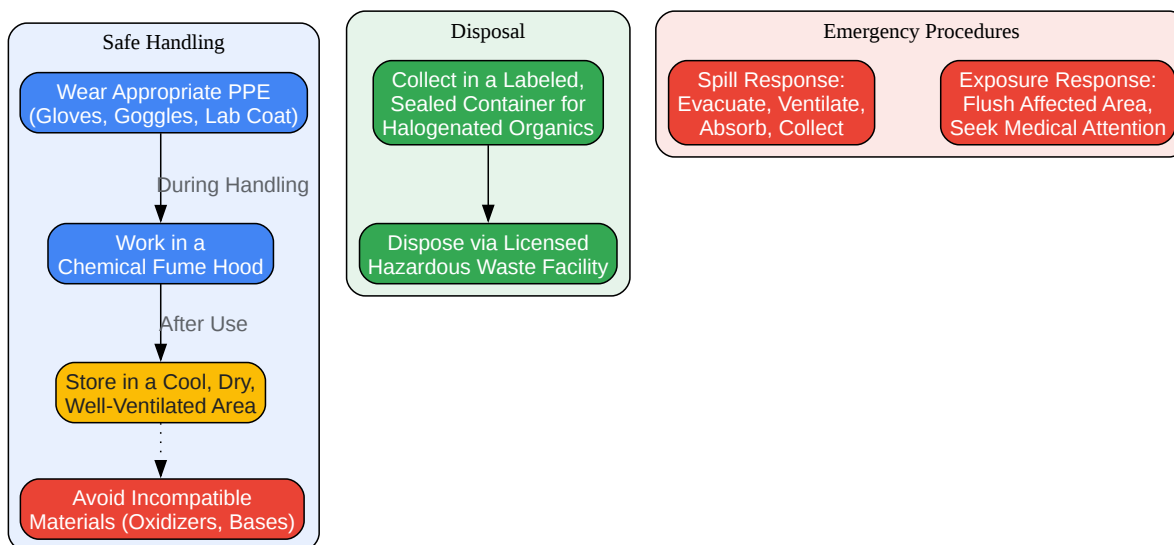 Safe Handling
Wear Appropriate PPE
(Gloves, Goggles, Lab Coat)
During Handling
Work in a
Chemical Fume Hood
After Use
Store in a Cool, Dry,
Well-Ventilated Area
Avoid Incompatible
Materials (Oxidizers, Bases)
Disposal
Collect in a Labeled,
Sealed Container for
Halogenated Organics
Dispose via Licensed
Hazardous Waste Facility
Emergency Procedures
Spill Response:
Evacuate, Ventilate,
Absorb, Collect
Exposure Response:
Flush Affected Area,
Seek Medical Attention